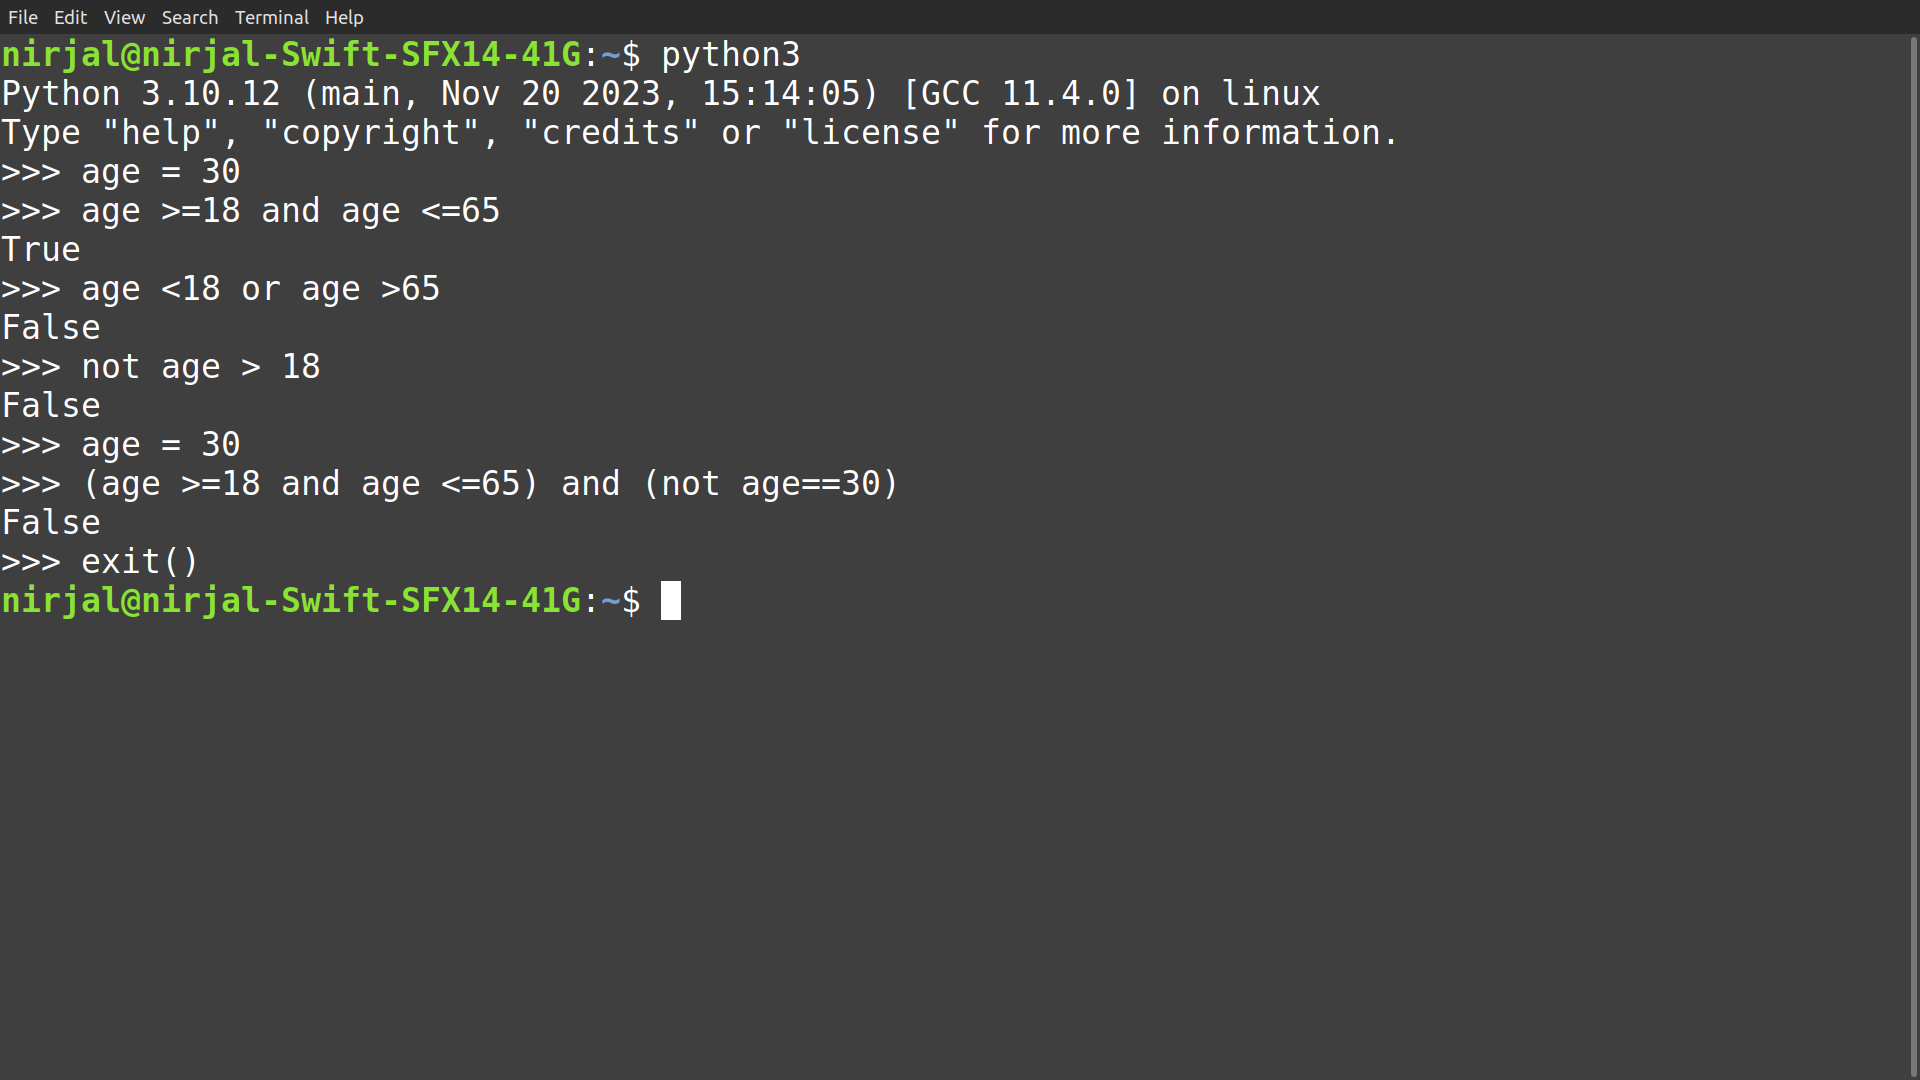 File Edit View Search Terminal Help
nirjal@nirjal-Swift-SFX14-41G:~$ python3
Python 3.10.12 (main, Nov 20 2023, 15:14:05) [GCC 11.4.0] on linux
Type "help", "copyright", "credits" or "license" for more information.
>>> age = 30
>>> age >=18 and age <=65
True
>>> age <18 or age >65
False
>>> not age > 18
False
>>> age = 30
>>> (age >=18 and age <=65) and (not age==30)
False
>>> exit()
nirjal@nirjal-Swift-SFX14-41G:~$